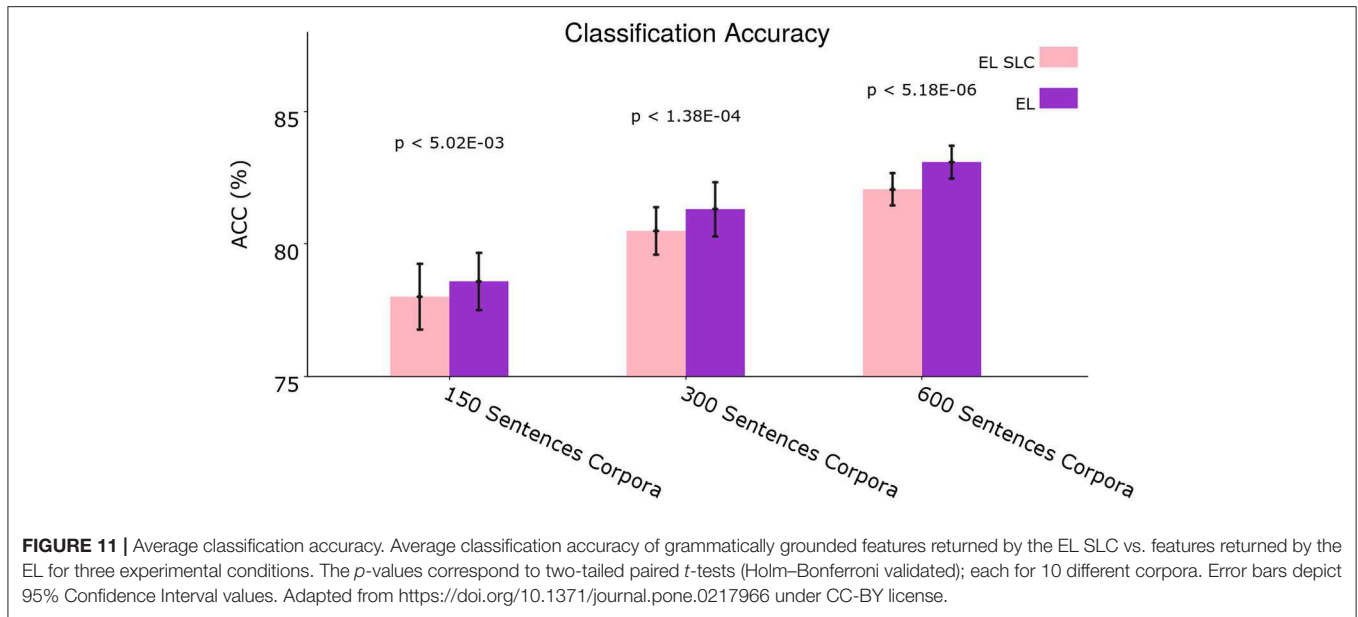 Classification Accuracy
EL SLC
EL
p < 5.18E-06
p < 1.38E-04
p < 5.02E-03
85
80
75
ACC (%)
150 Sentences Corpora
300 Sentences Corpora
600 Sentences Corpora
FIGURE 11 | Average classification accuracy. Average classification accuracy of grammatically grounded features returned by the EL SLC vs. features returned by the
EL for three experimental conditions. The p-values correspond to two-tailed paired t-tests (Holm–Bonferroni validated); each for 10 different corpora. Error bars depict
95% Confidence Interval values. Adapted from https://doi.org/10.1371/journal.pone.0217966 under CC-BY license.